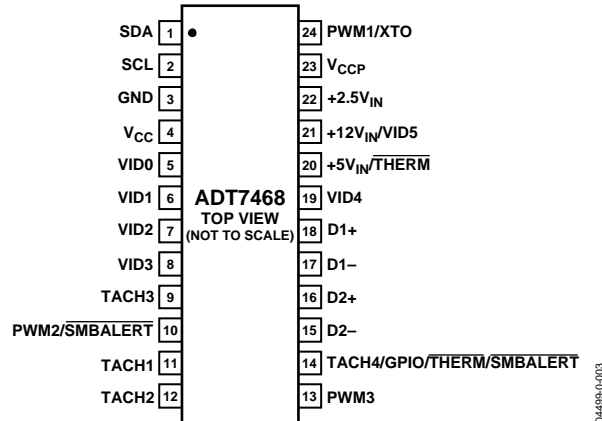 SDA 1
SCL 2
GND 3
VCC 4
VID0 5
VID1 6
VID2 7
VID3 8
TACH3 9
PWM2/SMBALERT 10
TACH1 11
TACH2 12
ADT7468
TOP VIEW
(NOT TO SCALE)
24 PWM1/XTO
23 VCCP
22 +2.5VIN
21 +12VIN/VID5
20 +5VIN/THERM
19 VID4
18 D1+
17 D1–
16 D2+
15 D2–
14 TACH4/GPIO/THERM/SMBALERT
13 PWM3
04499-0-003